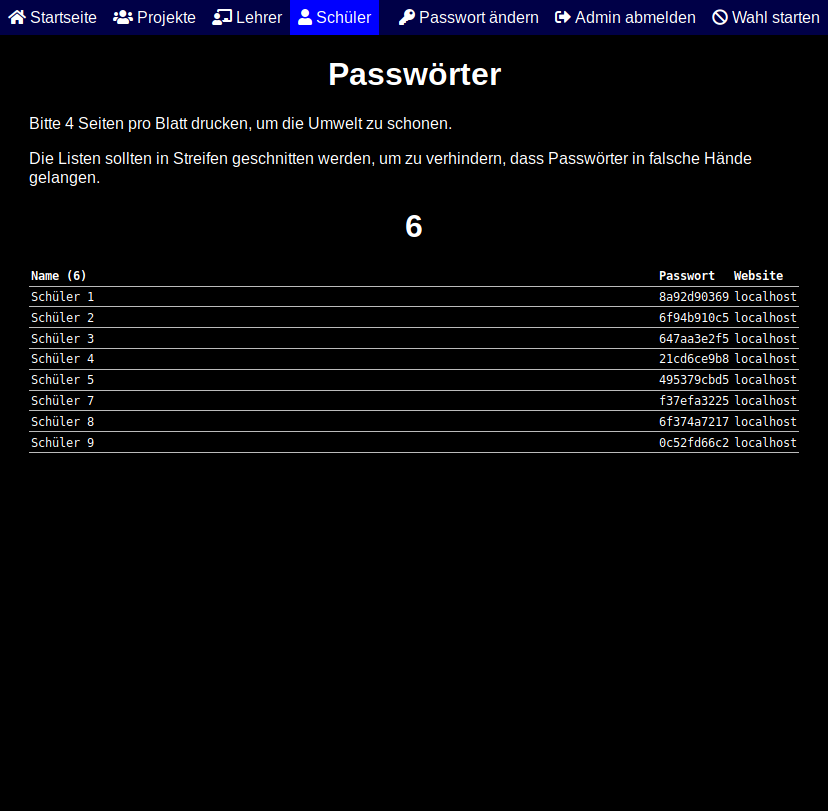 Startseite Projekte Lehrer Schüler Passwort ändern Admin abmelden Wahl starten
Passwörter
Bitte 4 Seiten pro Blatt drucken, um die Umwelt zu schonen.
Die Listen sollten in Streifen geschnitten werden, um zu verhindern, dass Passwörter in falsche Hände
gelangen.
6
Name (6) Passwort Website
Schüler 1 8a92d90369 localhost
Schüler 2 6f94b910c5 localhost
Schüler 3 647aa3e2f5 localhost
Schüler 4 21cd6ce9b8 localhost
Schüler 5 495379cbd5 localhost
Schüler 7 f37efa3225 localhost
Schüler 8 6f374a7217 localhost
Schüler 9 0c52fd66c2 localhost